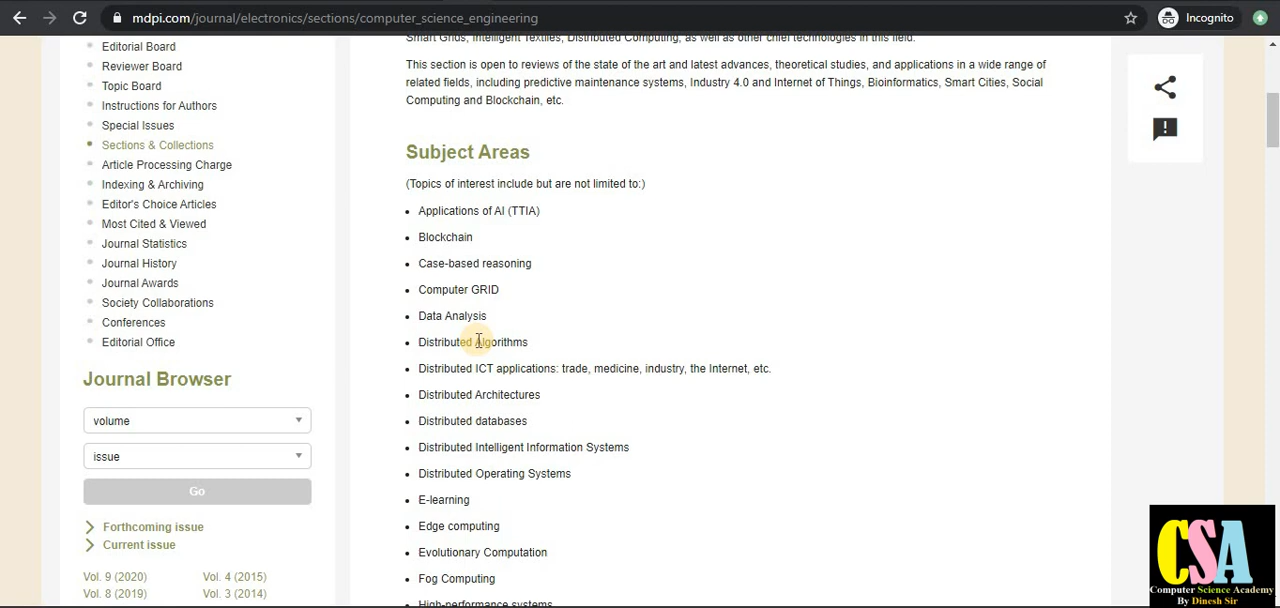 mdpi.com/journal/electronics/sections/computer_science_engineering
Incognito
Editorial Board
Reviewer Board
Topic Board
Instructions for Authors
Special Issues
Sections & Collections
Article Processing Charge
Indexing & Archiving
Editor's Choice Articles
Most Cited & Viewed
Journal Statistics
Journal History
Journal Awards
Society Collaborations
Conferences
Editorial Office
Journal Browser
volume
issue
Go
Forthcoming issue
Current issue
Vol. 9 (2020) Vol. 4 (2015)
Vol. 8 (2019) Vol. 3 (2014)
Smart Grids, Intelligent Textiles, Distributed Computing, as well as other chief technologies in this field.
This section is open to reviews of the state of the art and latest advances, theoretical studies, and applications in a wide range of
related fields, including predictive maintenance systems, Industry 4.0 and Internet of Things, Bioinformatics, Smart Cities, Social
Computing and Blockchain, etc.
Subject Areas
(Topics of interest include but are not limited to:)
• Applications of AI (TTIA)
• Blockchain
• Case-based reasoning
• Computer GRID
• Data Analysis
• Distributed Algorithms
• Distributed ICT applications: trade, medicine, industry, the Internet, etc.
• Distributed Architectures
• Distributed databases
• Distributed Intelligent Information Systems
• Distributed Operating Systems
• E-learning
• Edge computing
• Evolutionary Computation
• Fog Computing
• High-performance systems
CSA
Computer Science Academy
By Dinesh Sir